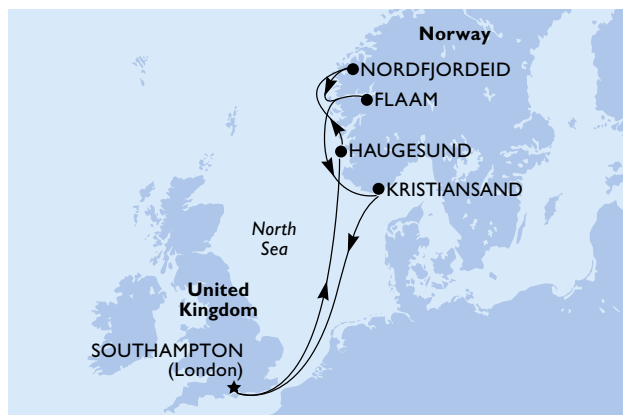 Norway
NORDFJORDEID
FLAAM
HAUGESUND
KRISTIANSAND
North
Sea
United
Kingdom
SOUTHAMPTON
(London)